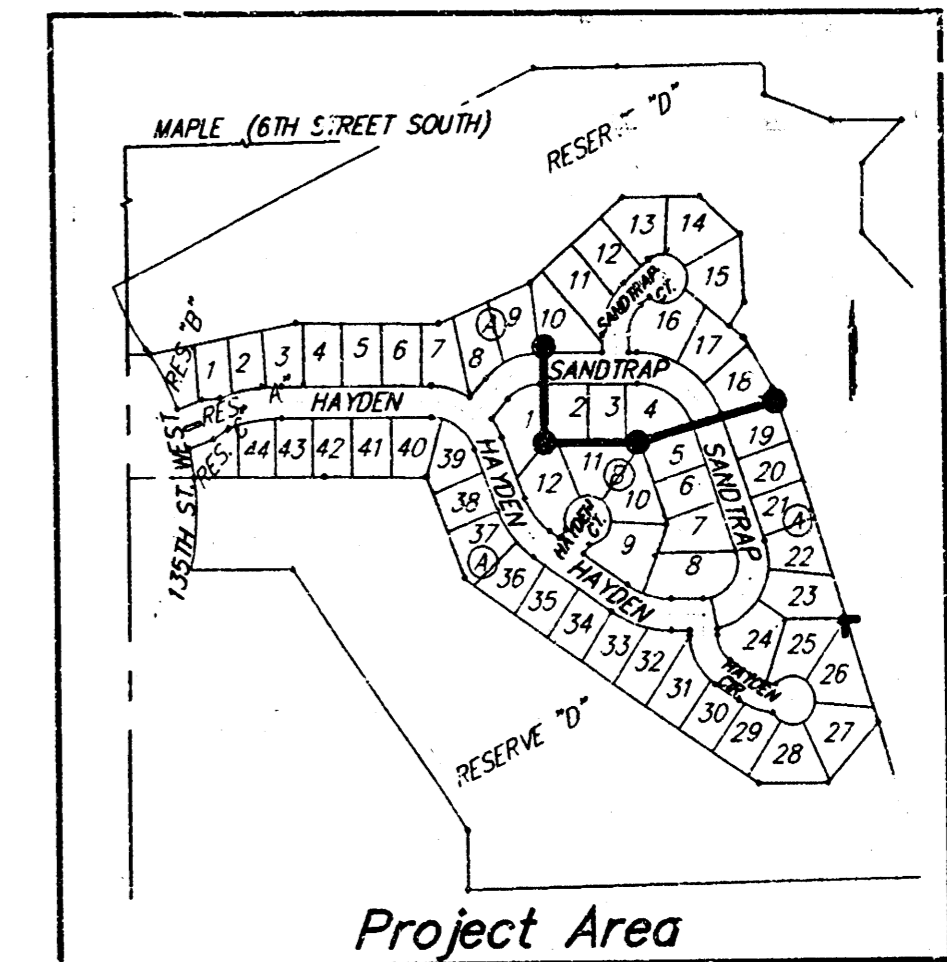 MAPLE (6TH STREET SOUTH)
RESERVE "D"
13
14
12
11
15
SANDTRAP CT.
16
17
18
A
9
10
RES. "B"
1
2
3
4
5
6
7
8
SANDTRAP
RES. "A"
HAYDEN
1
2
3
4
RES. "C"
44
43
42
41
40
39
HAYDEN
11
B
5
SANDTRAP
19
20
12
10
6
21
A
38
37
HAYDEN CT.
7
22
135TH ST. WEST
A
36
9
8
23
HAYDEN
35
34
33
32
24
25
26
31
HAYDEN CIR.
30
29
28
27
RESERVE "D"
Project Area